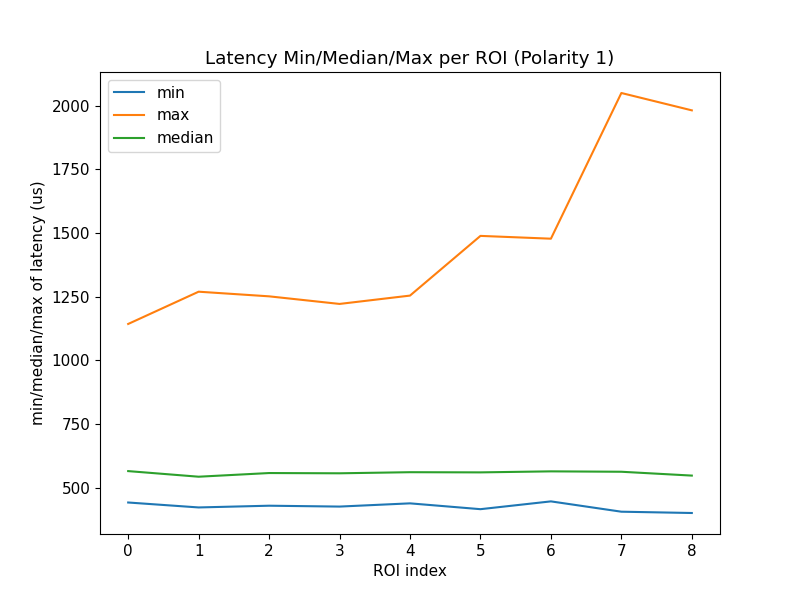 Latency Min/Median/Max per ROI (Polarity 1)
min
max
median
min/median/max of latency (us)
2000
1750
1500
1250
1000
750
500
0 1 2 3 4 5 6 7 8
ROI index